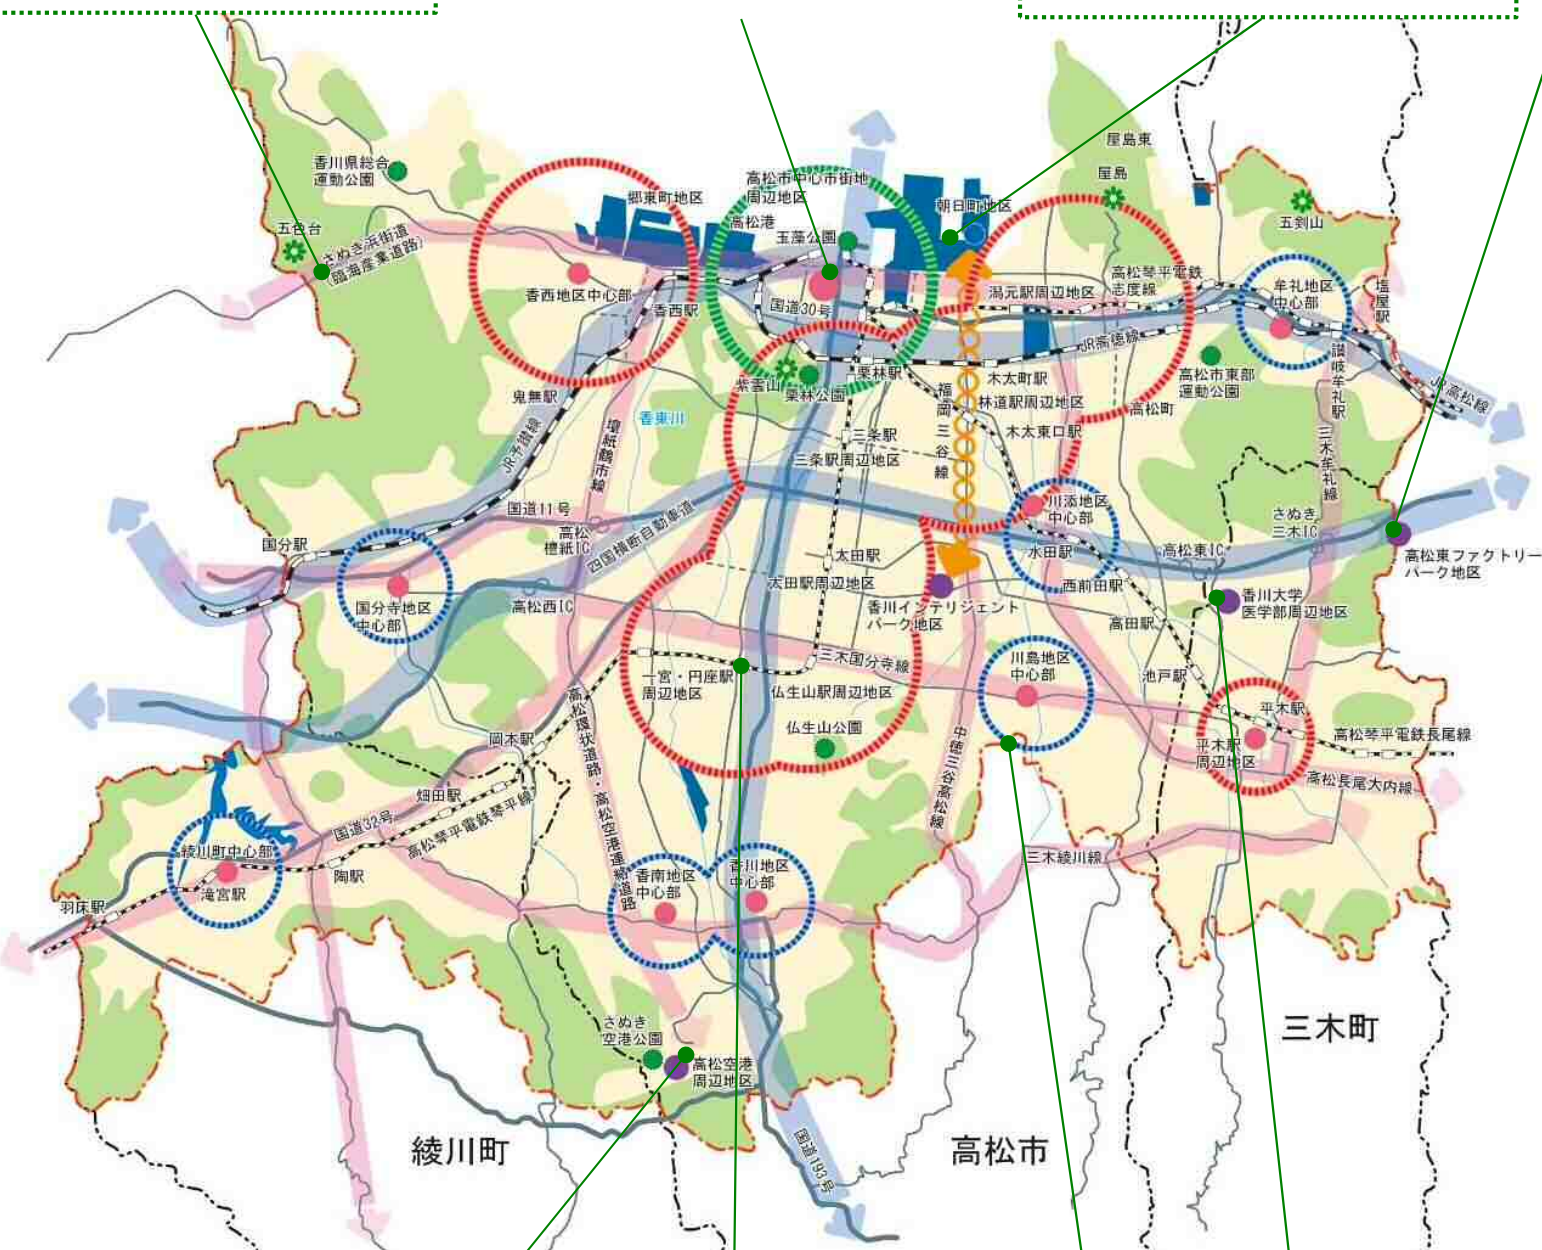 屋島東
香川県総合
運動公園
屋島
高松市中心市街地
周辺地区
郷東町地区
朝日町地区
五剣山
高松港
五色台
さぬき浜街道
(臨海産業道路)
玉藻公園
高松琴平電鉄
志度線
牟礼地区
中心部
塩屋駅
香西地区中心部
潟元駅周辺地区
香西駅
国道30号
JR高徳線
讃岐牟礼駅
紫雲山
栗林公園
栗林駅
木太町駅
高松市東部
運動公園
JR高松線
鬼無駅
福岡三谷線
林道駅周辺地区
高松町
香東川
檀紙鶴市線
三条駅
木太東口駅
JR予讃線
三条駅周辺地区
三木牟礼線
国道11号
川添地区
中心部
さぬき
三木IC
高松
檀紙IC
四国横断自動車道
国分駅
太田駅
水田駅
高松東IC
高松東ファクトリー
パーク地区
太田駅周辺地区
西前田駅
国分寺地区
中心部
高松西IC
香川インテリジェント
パーク地区
香川大学
医学部周辺地区
高田駅
三木国分寺線
川島地区
中心部
一宮・円座駅
周辺地区
池戸駅
仏生山駅周辺地区
高松環状道路・高松空港連絡道路
平木駅
仏生山公園
中徳三谷高松線
岡本駅
平木駅
周辺地区
高松琴平電鉄長尾線
高松長尾大内線
畑田駅
高松琴平電鉄琴平線
国道32号
綾川町中心部
三木綾川線
香川地区
中心部
香南地区
中心部
陶駅
滝宮駅
羽床駅
さぬき
空港公園
三木町
高松空港
周辺地区
綾川町
高松市
国道193号